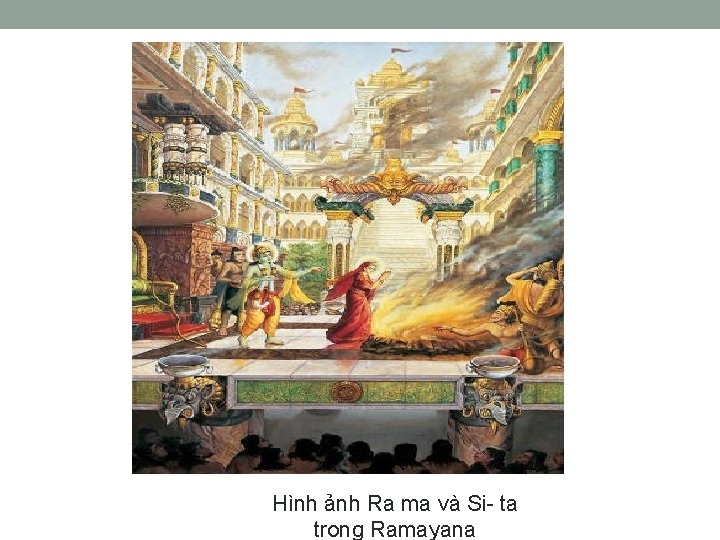 Hình ảnh Ra ma và Si- ta
trong Ramayana